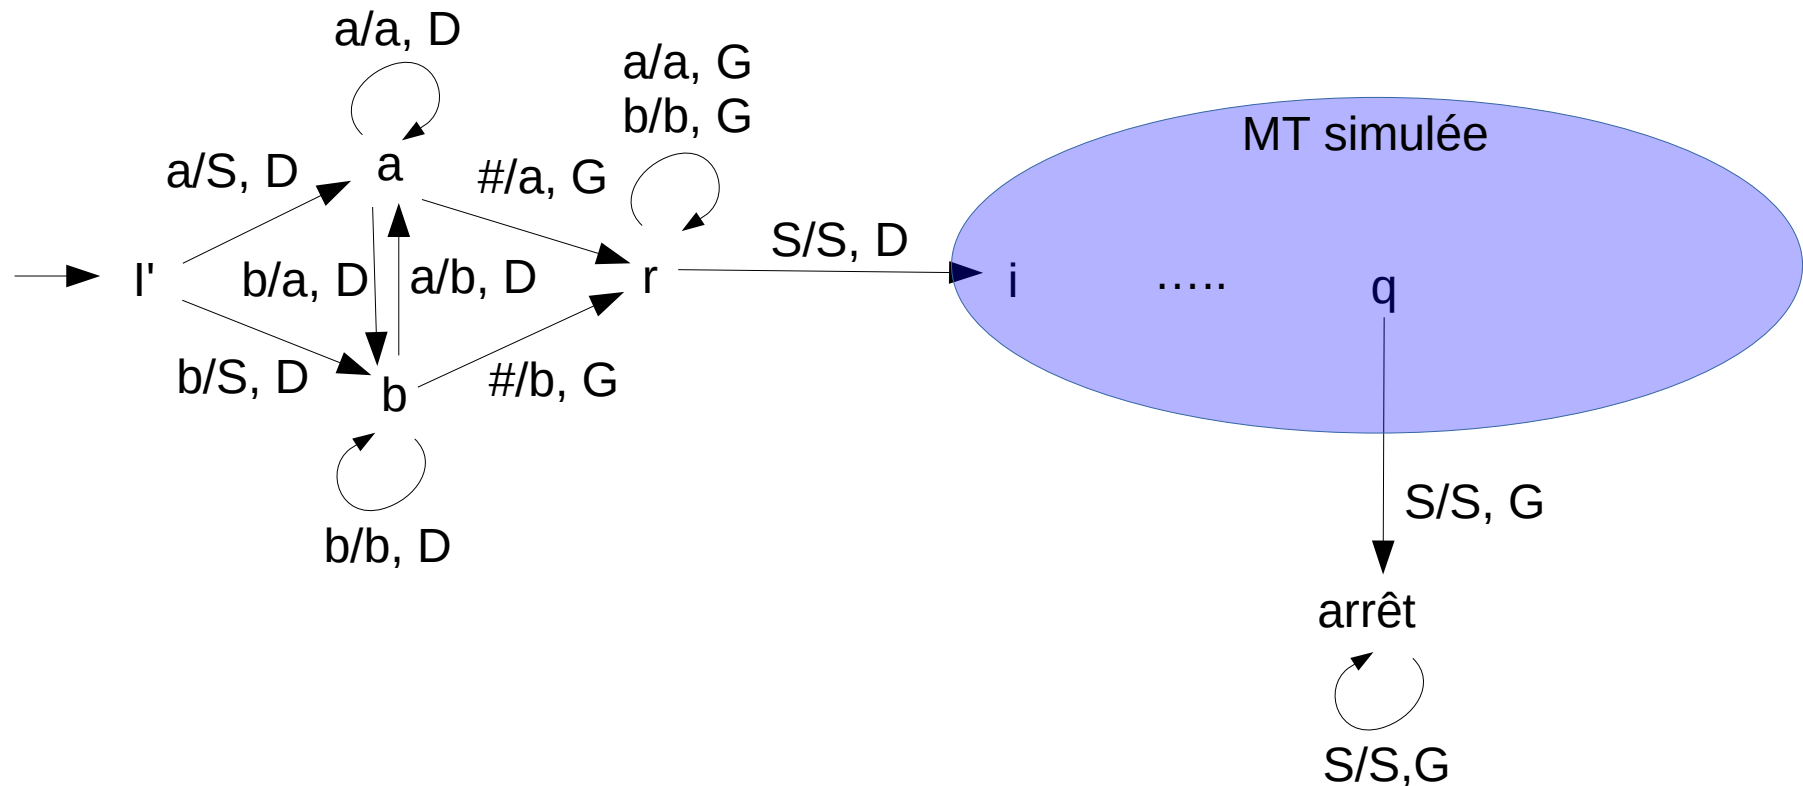 a/a, D
a/a, G
b/b, G
MT simulée
a/S, D
a
#/a, G
S/S, D
I'
b/a, D
a/b, D
r
i
.....
q
b/S, D
b
#/b, G
S/S, G
b/b, D
arrêt
S/S,G